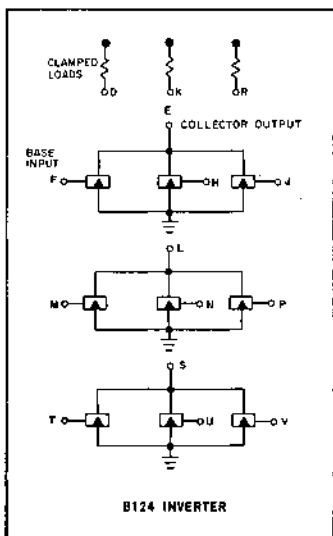 CLAMPED
LOADS
D K R
E
COLLECTOR OUTPUT
BASE
INPUT
F H J
L
M N P
S
T U V
B124 INVERTER